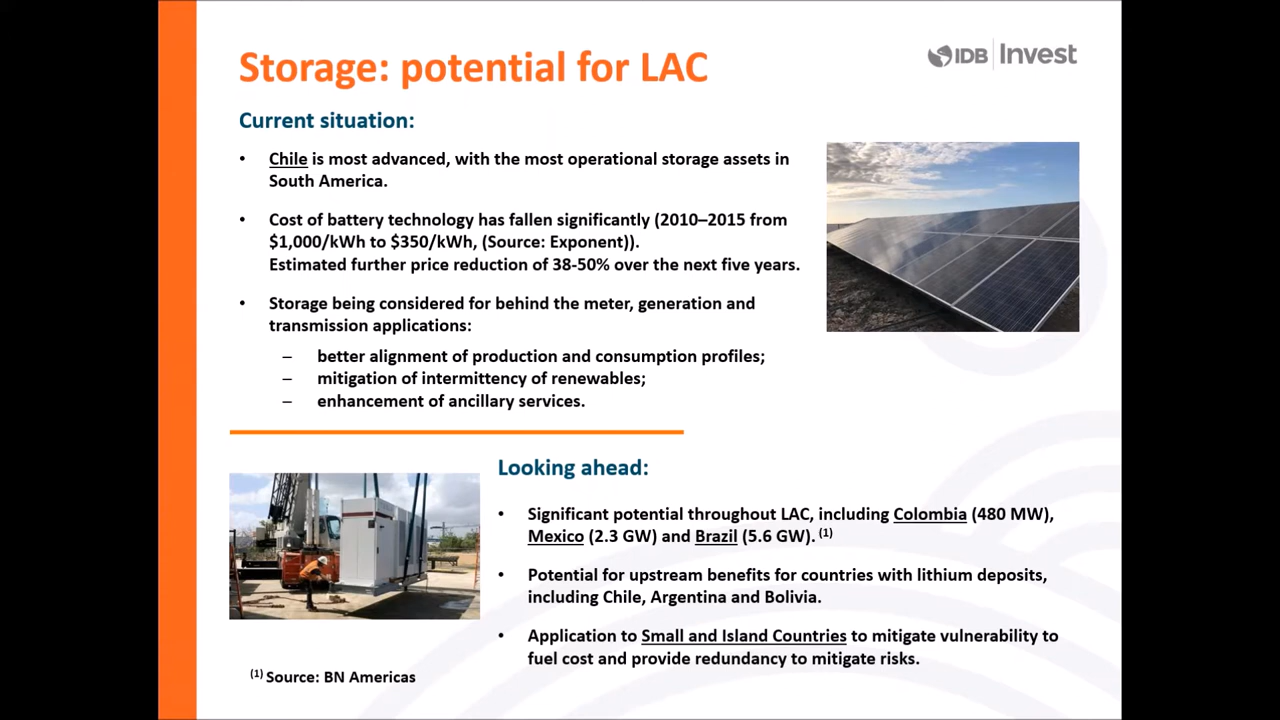 Storage: potential for LAC
IDB Invest
Current situation:
• Chile is most advanced, with the most operational storage assets in
South America.
• Cost of battery technology has fallen significantly (2010–2015 from
$1,000/kWh to $350/kWh, (Source: Exponent)).
Estimated further price reduction of 38-50% over the next five years.
• Storage being considered for behind the meter, generation and
transmission applications:
– better alignment of production and consumption profiles;
– mitigation of intermittency of renewables;
– enhancement of ancillary services.
Looking ahead:
• Significant potential throughout LAC, including Colombia (480 MW),
Mexico (2.3 GW) and Brazil (5.6 GW). (1)
• Potential for upstream benefits for countries with lithium deposits,
including Chile, Argentina and Bolivia.
• Application to Small and Island Countries to mitigate vulnerability to
fuel cost and provide redundancy to mitigate risks.
(1) Source: BN Americas